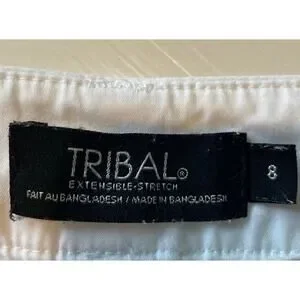 TRIBAL®
EXTENSIBLE-STRETCH
FAIT AU BANGLADESH / MADE IN BANGLADESH
8